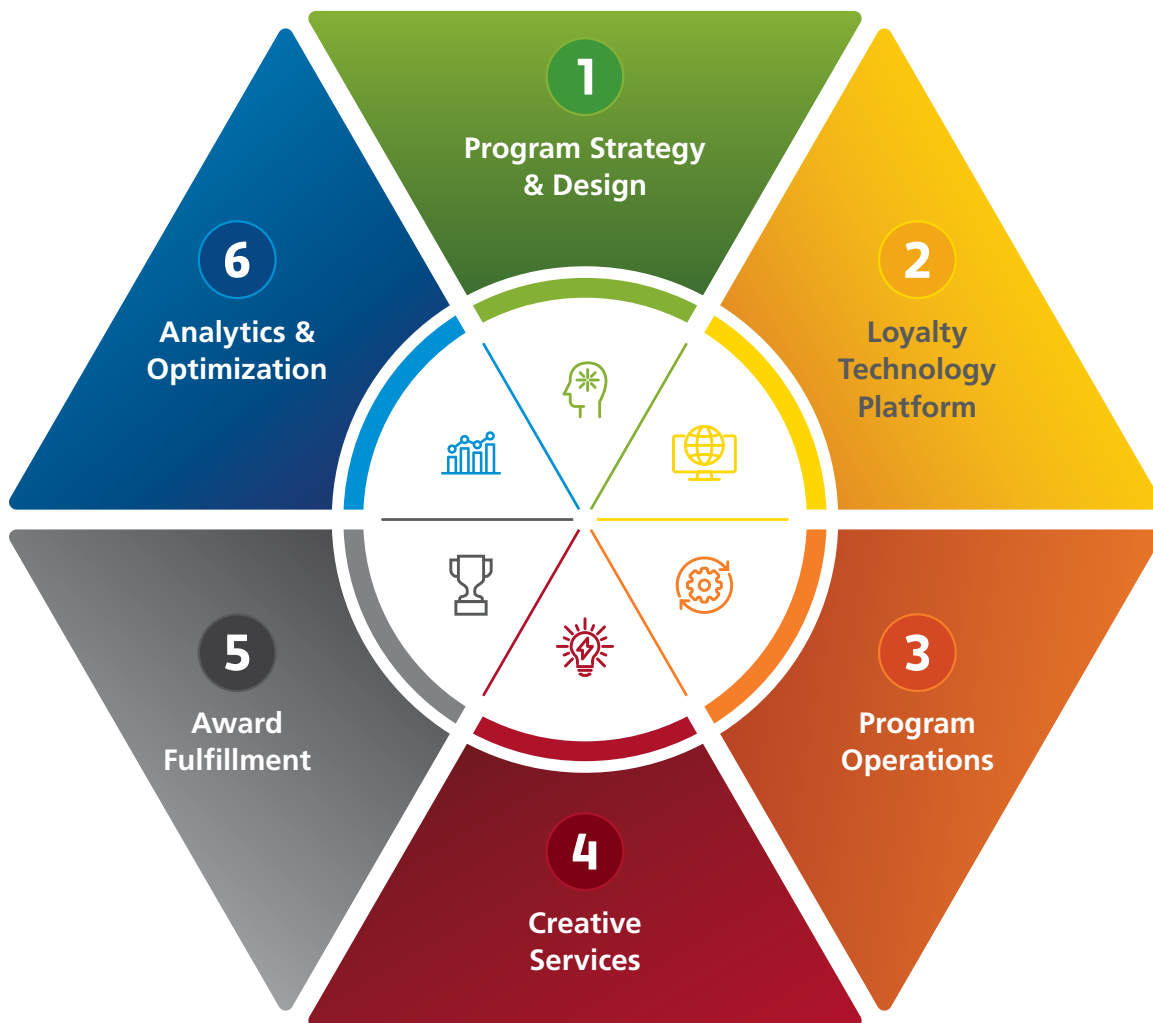 1
Program Strategy
& Design
2
Loyalty
Technology
Platform
3
Program
Operations
4
Creative
Services
5
Award
Fulfillment
6
Analytics &
Optimization